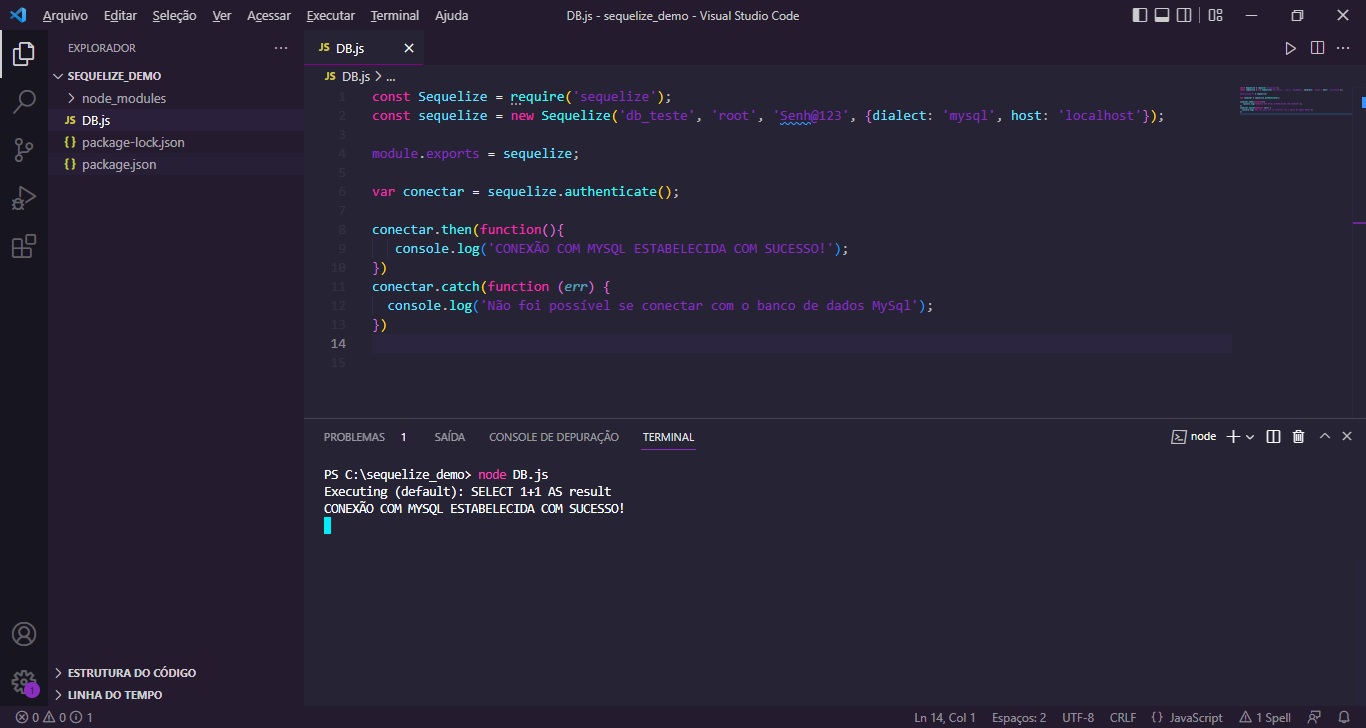 Arquivo Editar Seleção Ver Acessar Executar Terminal Ajuda DB.js - sequelize_demo - Visual Studio Code
EXPLORADOR ...
SEQUELIZE_DEMO
node_modules
JS DB.js
{} package-lock.json
{} package.json
ESTRUTURA DO CÓDIGO
LINHA DO TEMPO
JS DB.js
JS DB.js > ...
1 const Sequelize = require('sequelize');
2 const sequelize = new Sequelize('db_teste', 'root', 'Senh@123', {dialect: 'mysql', host: 'localhost'});
3
4 module.exports = sequelize;
5
6 var conectar = sequelize.authenticate();
7
8 conectar.then(function(){
9 console.log('CONEXÃO COM MYSQL ESTABELECIDA COM SUCESSO!');
10 })
11 conectar.catch(function (err) {
12 console.log('Não foi possível se conectar com o banco de dados MySql');
13 })
14
15
PROBLEMAS 1 SAÍDA CONSOLE DE DEPURAÇÃO TERMINAL node
PS C:\sequelize_demo> node DB.js
Executing (default): SELECT 1+1 AS result
CONEXÃO COM MYSQL ESTABELECIDA COM SUCESSO!
1
0 0 1 Ln 14, Col 1 Espaços: 2 UTF-8 CRLF {} JavaScript 1 Spell